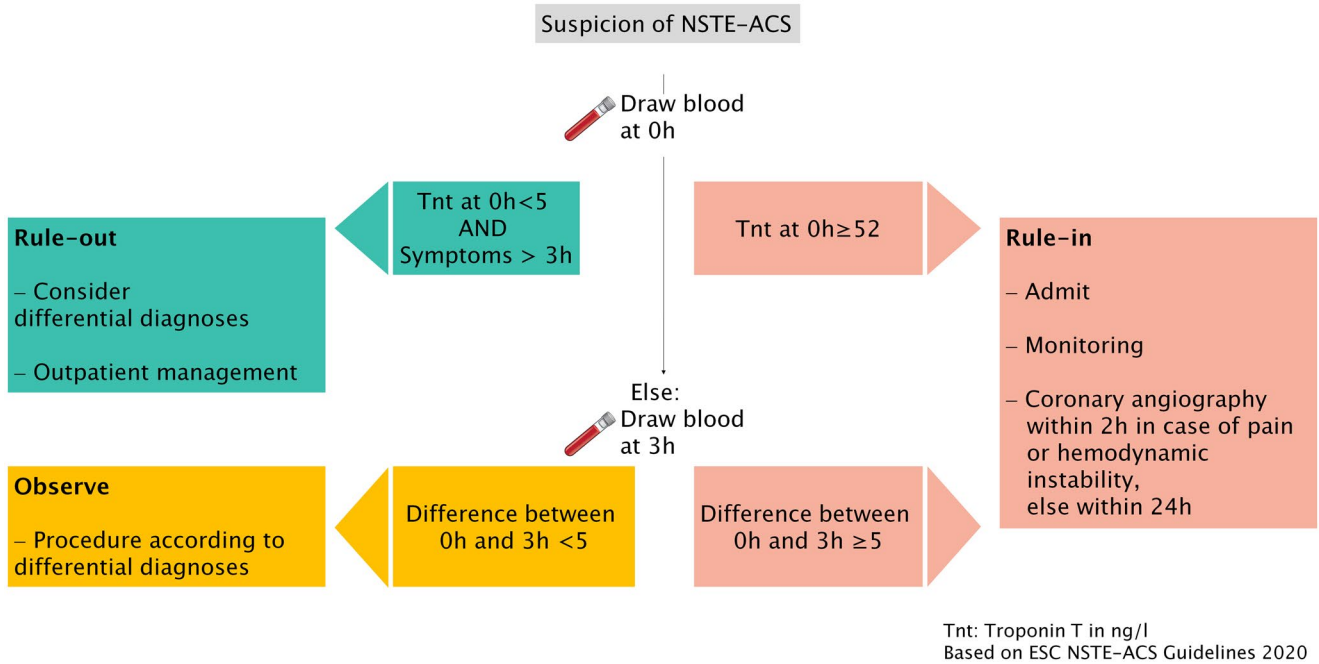 Suspicion of NSTE-ACS
Draw blood
at 0h
Tnt at 0h<5
AND
Symptoms > 3h
Tnt at 0h≥52
Rule-out
– Consider
differential diagnoses
– Outpatient management
Rule-in
– Admit
– Monitoring
– Coronary angiography
within 2h in case of pain
or hemodynamic
instability,
else within 24h
Else:
Draw blood
at 3h
Observe
– Procedure according to
differential diagnoses
Difference between
0h and 3h <5
Difference between
0h and 3h ≥5
Tnt: Troponin T in ng/l
Based on ESC NSTE-ACS Guidelines 2020